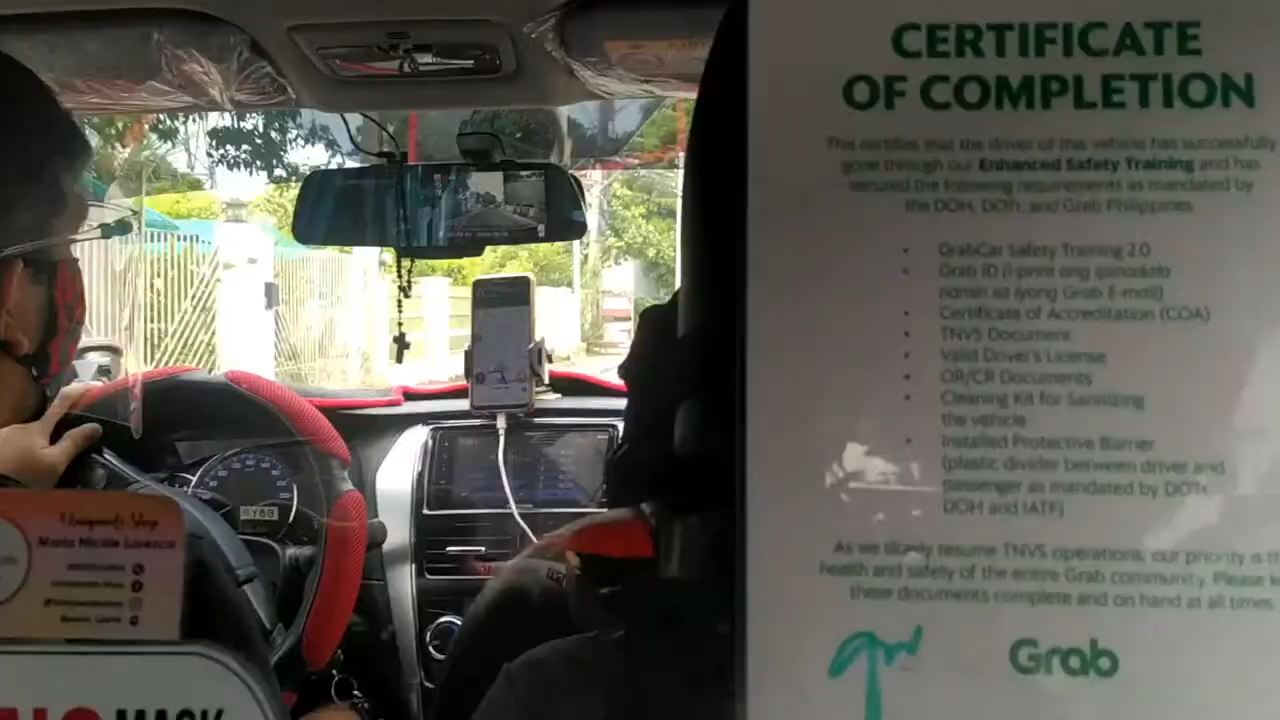 Uniqueels Shop
MASK
CERTIFICATE
OF COMPLETION
This certifies that the driver of this vehicle has successfully
gone through our Enhanced Safety Training and has
secured the following requirements as mandated by
the DOH, DOTr, and Grab Philippines
• GrabCar Safety Training 2.0
• Grab ID (i-print ang ipinadala
namin sa iyong Grab E-mail)
• Certificate of Accreditation (COA)
• TNVS Document
• Valid Driver's License
• OR/CR Documents
• Cleaning Kit for Sanitizing
the vehicle
• Installed Protective Barrier
(plastic divider between driver and
passenger as mandated by DOTr,
DOH and IATF)
As we slowly resume TNVS operations, our priority is th
health and safety of the entire Grab community. Please k
these documents complete and on hand at all times.
Grab